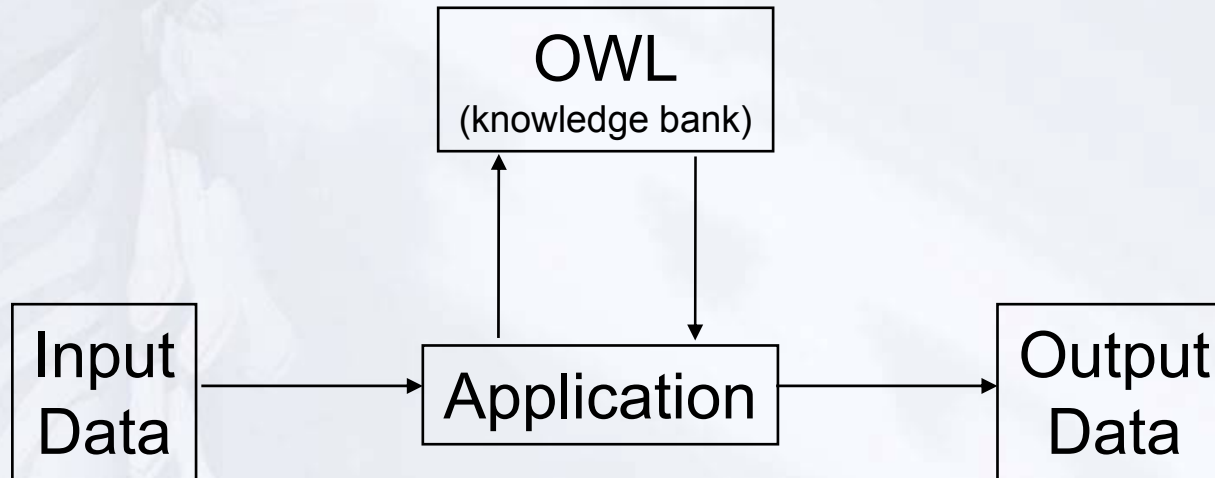 OWL
(knowledge bank)
Input
Data
Application
Output
Data